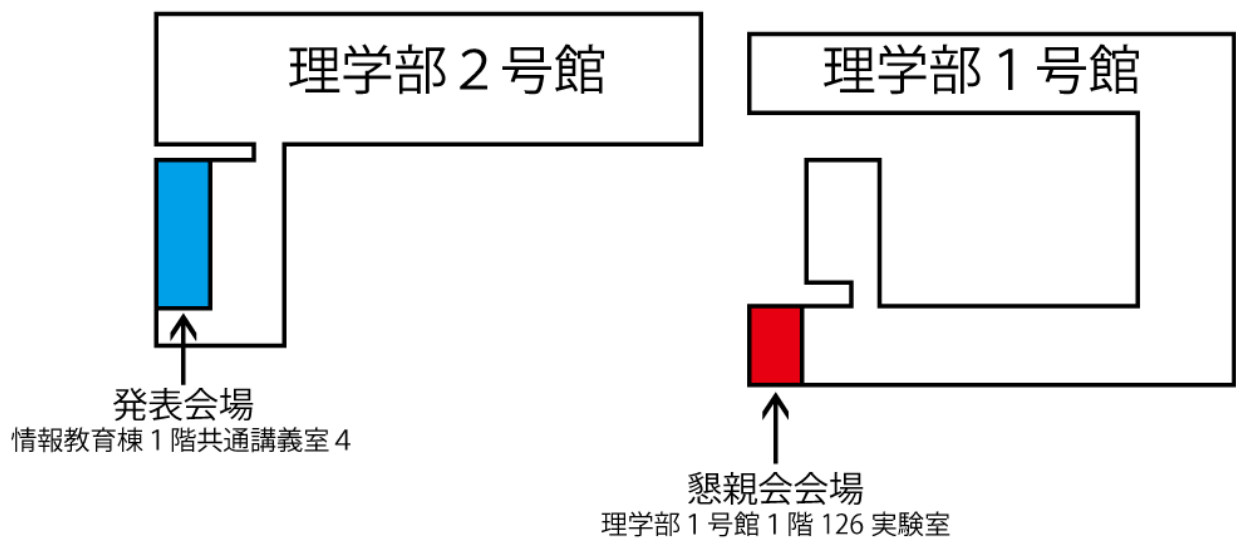 理学部２号館
理学部１号館
発表会場
情報教育棟１階共通講義室４
懇親会会場
理学部１号館１階 126 実験室